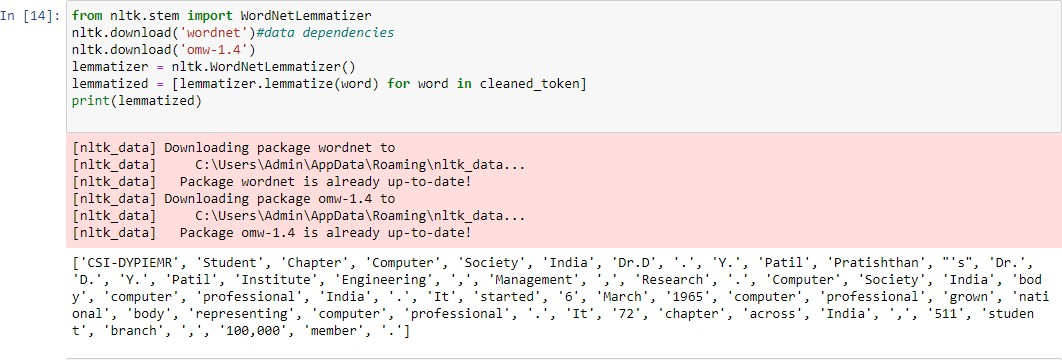 In [14]: from nltk.stem import WordNetLemmatizer
nltk.download('wordnet')#data dependencies
nltk.download('omw-1.4')
lemmatizer = nltk.WordNetLemmatizer()
lemmatized = [lemmatizer.lemmatize(word) for word in cleaned_token]
print(lemmatized)
[nltk_data] Downloading package wordnet to
[nltk_data]     C:\Users\Admin\AppData\Roaming\nltk_data...
[nltk_data]   Package wordnet is already up-to-date!
[nltk_data] Downloading package omw-1.4 to
[nltk_data]     C:\Users\Admin\AppData\Roaming\nltk_data...
[nltk_data]   Package omw-1.4 is already up-to-date!
['CSI-DYPIEMR', 'Student', 'Chapter', 'Computer', 'Society', 'India', 'Dr.D', '.', 'Y.', 'Patil', 'Pratishthan', "'s", 'Dr.',
'D.', 'Y.', 'Patil', 'Institute', 'Engineering', ',', 'Management', ',', 'Research', '.', 'Computer', 'Society', 'India', 'bod
y', 'computer', 'professional', 'India', '.', 'It', 'started', '6', 'March', '1965', 'computer', 'professional', 'grown', 'nati
onal', 'body', 'representing', 'computer', 'professional', '.', 'It', '72', 'chapter', 'across', 'India', ',', '511', 'studen
t', 'branch', ',', '100,000', 'member', '.']